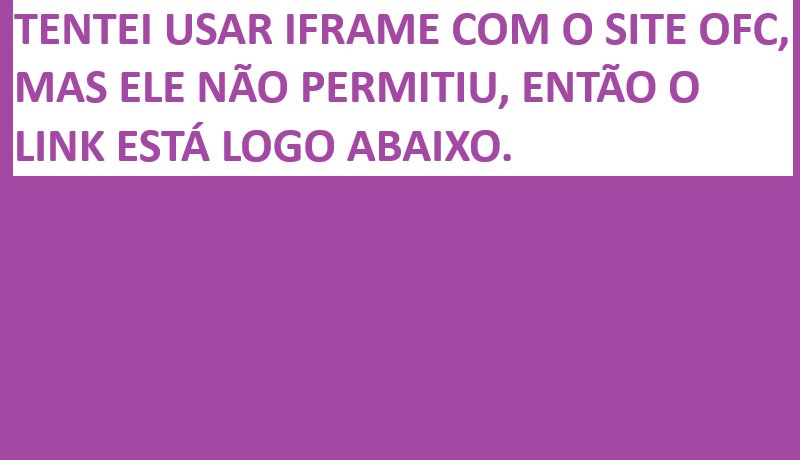 TENTEI USAR IFRAME COM O SITE OFC,
MAS ELE NÃO PERMITIU, ENTÃO O
LINK ESTÁ LOGO ABAIXO.